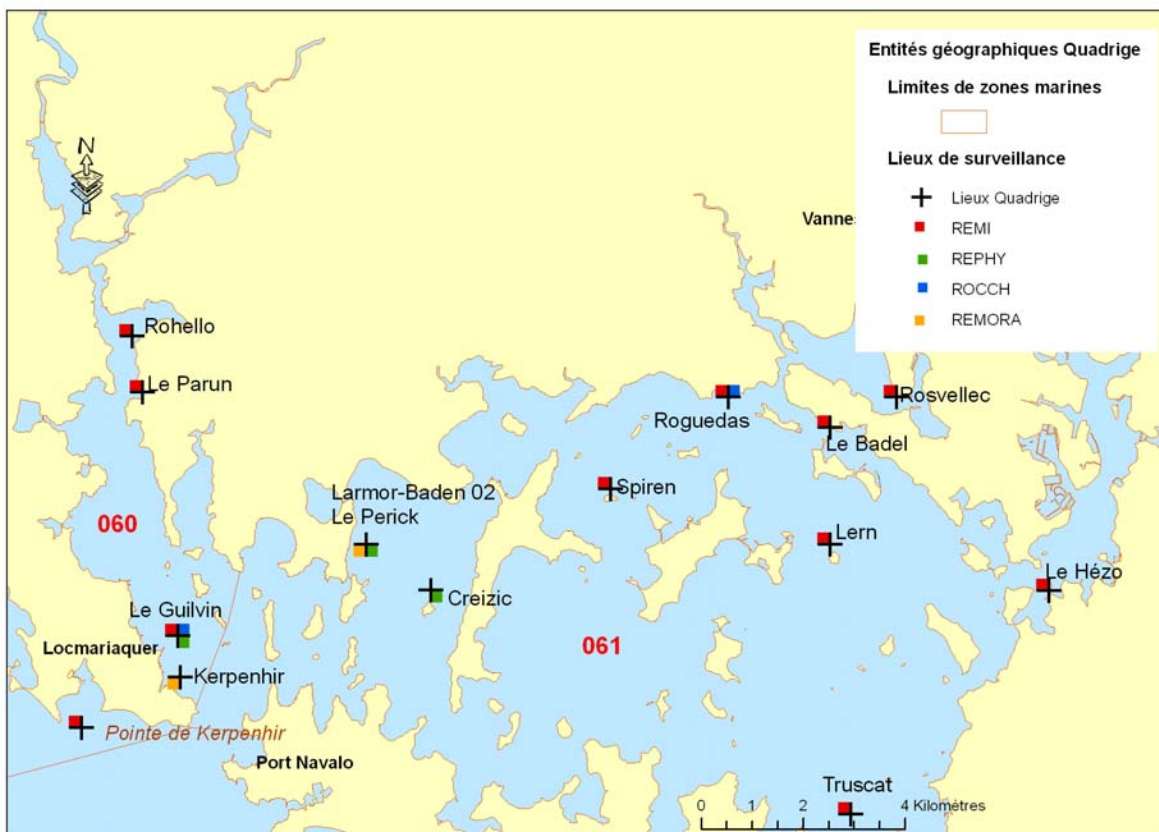 Entités géographiques Quadrige
Limites de zones marines
Lieux de surveillance
Lieux Quadrige
REMI
REPHY
ROCCH
REMORA
N
Vannes
Rohello
Le Parun
Roguedas
Rosvellec
Le Badel
Larmor-Baden 02
Le Perick
Spiren
060
Lern
Le Hézo
Creizic
Le Guilvin
Locmariaquer
061
Kerpenhir
Pointe de Kerpenhir
Port Navalo
Truscat
0 1 2 4 Kilomètres